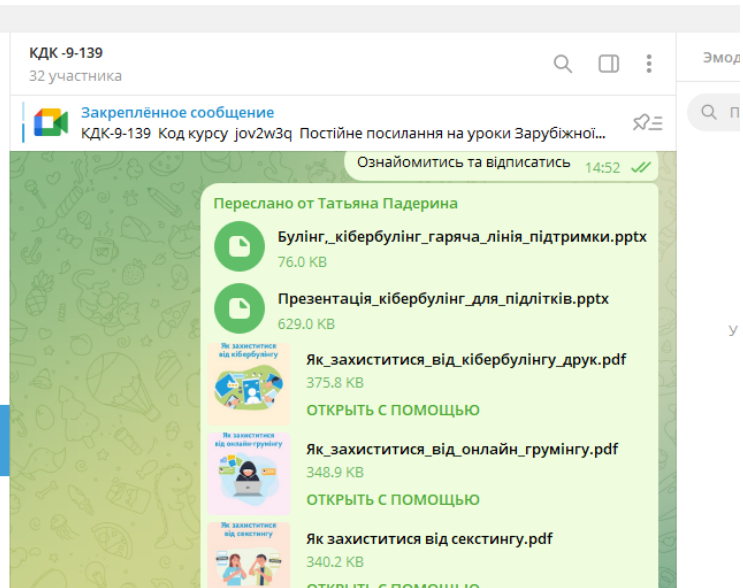 КДК -9-139
32 участника
Эмод
Закреплённое сообщение
КДК-9-139 Код курсу jov2w3q Постійне посилання на уроки Зарубіжної...
П
Ознайомитись та відписатись 14:52
Переслано от Татьяна Падерина
Булінг,_кібербулінг_гаряча_лінія_підтримки.pptx
76.0 KB
Презентація_кібербулінг_для_підлітків.pptx
629.0 KB
У
Як захиститися
від кібербулінгу
Як_захиститися_від_кібербулінгу_друк.pdf
375.8 KB
ОТКРЫТЬ С ПОМОЩЬЮ
Як захиститися
від онлайн-грумінгу
Як_захиститися_від_онлайн_грумінгу.pdf
348.9 KB
ОТКРЫТЬ С ПОМОЩЬЮ
Як захиститися
від секстингу
Як захиститися від секстингу.pdf
340.2 KB
ОТКРЫТЬ С ПОМОЩЬЮ